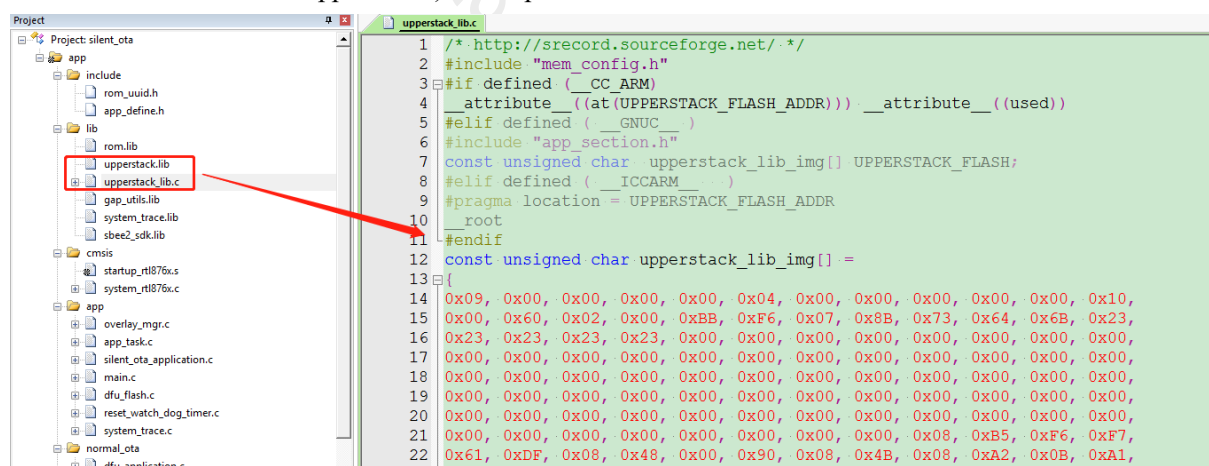 Project
Project: silent_ota
app
include
rom_uuid.h
app_define.h
lib
rom.lib
upperstack.lib
upperstack_lib.c
gap_utils.lib
system_trace.lib
sbee2_sdk.lib
cmsis
startup_rtl876x.s
system_rtl876x.c
app
overlay_mgr.c
app_task.c
silent_ota_application.c
main.c
dfu_flash.c
reset_watch_dog_timer.c
system_trace.c
normal_ota
dfu_application.c
upperstack_lib.c
1 /* http://srecord.sourceforge.net/ */
2 #include "mem_config.h"
3 #if defined (__CC_ARM)
4 __attribute__((at(UPPERSTACK_FLASH_ADDR))) __attribute__((used))
5 #elif defined ( __GNUC__ )
6 #include "app_section.h"
7 const unsigned char upperstack_lib_img[] UPPERSTACK_FLASH;
8 #elif defined ( __ICCARM__ )
9 #pragma location = UPPERSTACK_FLASH_ADDR
10 __root
11 #endif
12 const unsigned char upperstack_lib_img[] =
13 {
14 0x09, 0x00, 0x00, 0x00, 0x00, 0x04, 0x00, 0x00, 0x00, 0x00, 0x00, 0x10,
15 0x00, 0x60, 0x02, 0x00, 0xBB, 0xF6, 0x07, 0x8B, 0x73, 0x64, 0x6B, 0x23,
16 0x23, 0x23, 0x23, 0x23, 0x00, 0x00, 0x00, 0x00, 0x00, 0x00, 0x00, 0x00,
17 0x00, 0x00, 0x00, 0x00, 0x00, 0x00, 0x00, 0x00, 0x00, 0x00, 0x00, 0x00,
18 0x00, 0x00, 0x00, 0x00, 0x00, 0x00, 0x00, 0x00, 0x00, 0x00, 0x00, 0x00,
19 0x00, 0x00, 0x00, 0x00, 0x00, 0x00, 0x00, 0x00, 0x00, 0x00, 0x00, 0x00,
20 0x00, 0x00, 0x00, 0x00, 0x00, 0x00, 0x00, 0x00, 0x00, 0x00, 0x00, 0x00,
21 0x00, 0x00, 0x00, 0x00, 0x00, 0x00, 0x00, 0x00, 0x08, 0xB5, 0xF6, 0xF7,
22 0x61, 0xDF, 0x08, 0x48, 0x00, 0x90, 0x08, 0x4B, 0x08, 0xA2, 0x0B, 0xA1,